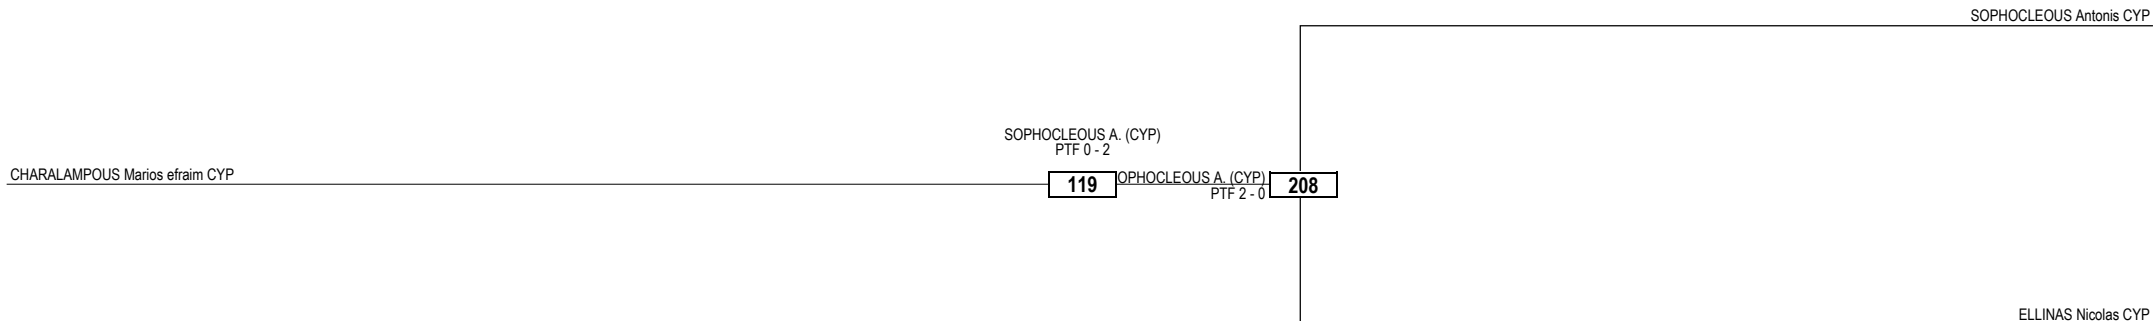 SOPHOCLEOUS Antonis CYP
SOPHOCLEOUS A. (CYP)
PTF 0 - 2
CHARALAMPOUS Marios efraim CYP
119
OPHOCLEOUS A. (CYP)
PTF 2 - 0
208
ELLINAS Nicolas CYP